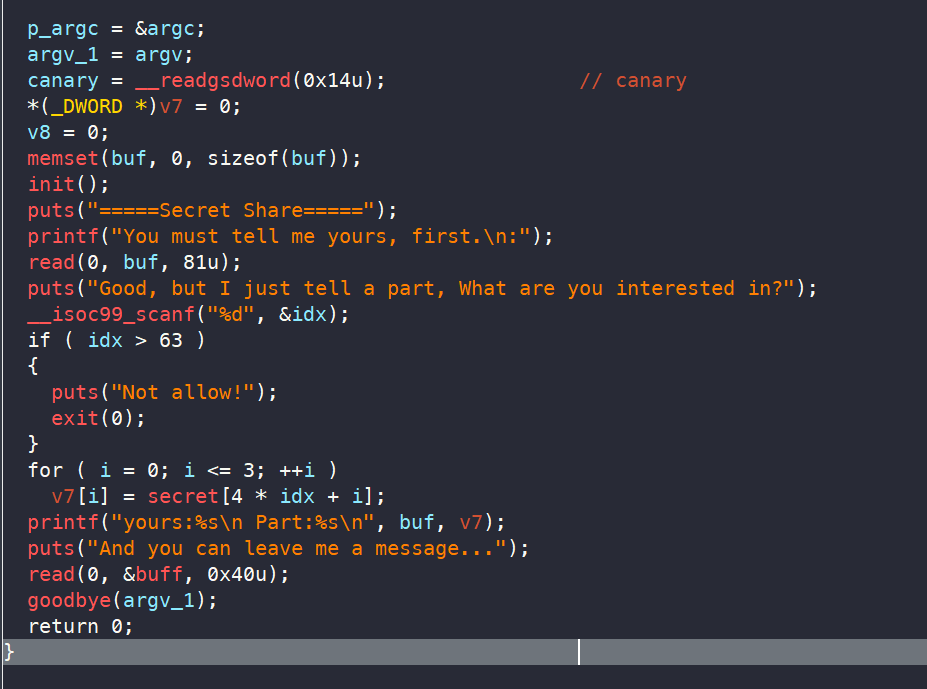 p_argc = &argc;
argv_1 = argv;
canary = __readgsdword(0x14u);                // canary
*(_DWORD *)v7 = 0;
v8 = 0;
memset(buf, 0, sizeof(buf));
init();
puts("=====Secret Share=====");
printf("You must tell me yours, first.\n:");
read(0, buf, 81u);
puts("Good, but I just tell a part, What are you interested in?");
__isoc99_scanf("%d", &idx);
if ( idx > 63 )
{
  puts("Not allow!");
  exit(0);
}
for ( i = 0; i <= 3; ++i )
  v7[i] = secret[4 * idx + i];
printf("yours:%s\n Part:%s\n", buf, v7);
puts("And you can leave me a message...");
read(0, &buff, 0x40u);
goodbye(argv_1);
return 0;
}